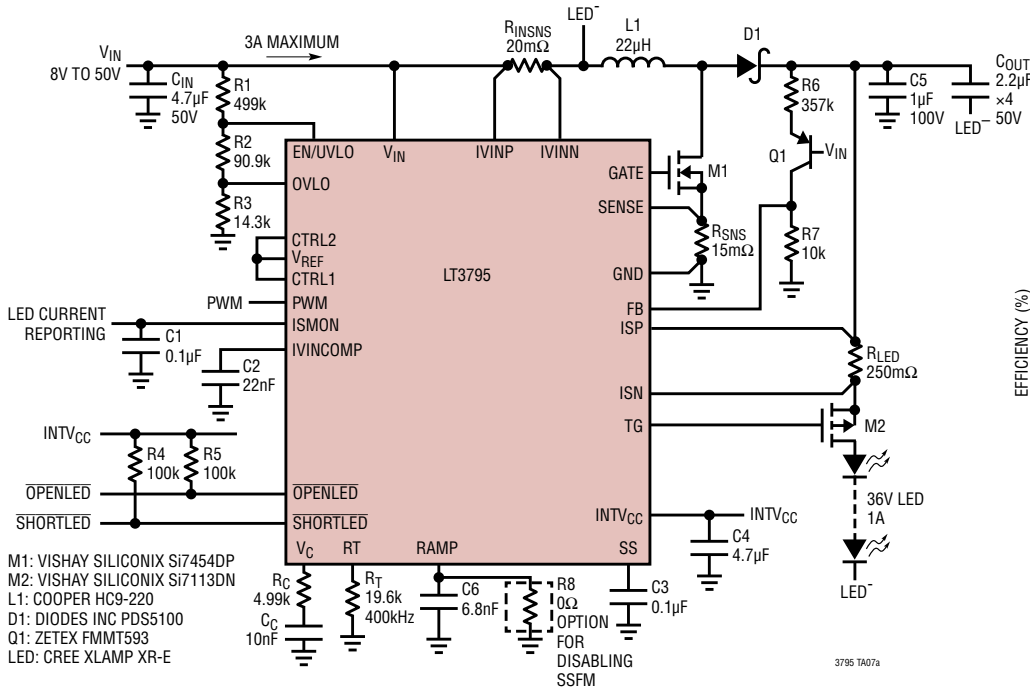 VIN
8V TO 50V
3A MAXIMUM
CIN
4.7µF
50V
R1
499k
R2
90.9k
R3
14.3k
RINSNS
20mΩ
LED-
L1
22µH
D1
R6
357k
Q1
VIN
R7
10k
C5
1µF
100V
COUT
2.2µF
×4
50V
LED–
EN/UVLO
VIN
IVINP
IVINN
OVLO
CTRL2
VREF
CTRL1
PWM
PWM
LED CURRENT
REPORTING
ISMON
C1
0.1µF
IVINCOMP
C2
22nF
LT3795
GATE
M1
SENSE
RSNS
15mΩ
GND
FB
ISP
RLED
250mΩ
ISN
TG
M2
36V LED
1A
LED-
EFFICIENCY (%)
INTVCC
R4
100k
R5
100k
OPENLED
OPENLED
SHORTLED
SHORTLED
INTVCC
INTVCC
C4
4.7µF
VC
RT
RAMP
SS
RC
4.99k
CC
10nF
RT
19.6k
400kHz
C6
6.8nF
R8
0Ω
OPTION
FOR
DISABLING
SSFM
C3
0.1µF
M1: VISHAY SILICONIX Si7454DP
M2: VISHAY SILICONIX Si7113DN
L1: COOPER HC9-220
D1: DIODES INC PDS5100
Q1: ZETEX FMMT593
LED: CREE XLAMP XR-E
3795 TA07a